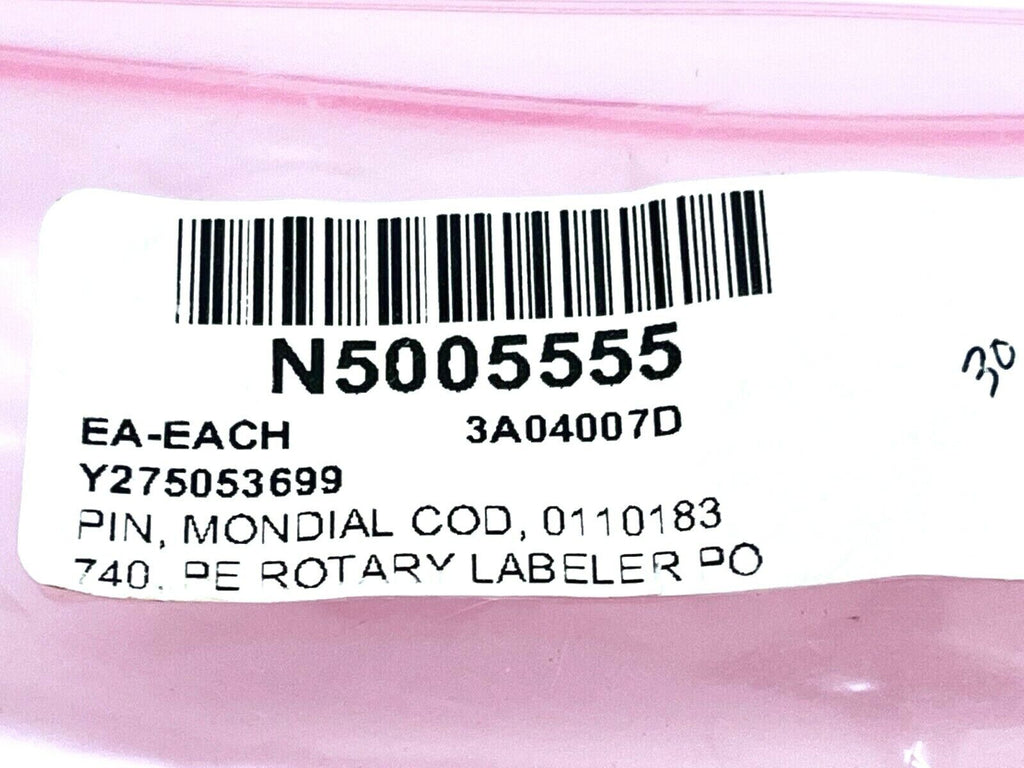 N5005555
30
EA-EACH 3A04007D
Y275053699
PIN, MONDIAL COD, 0110183
740. PE ROTARY LABELER PO